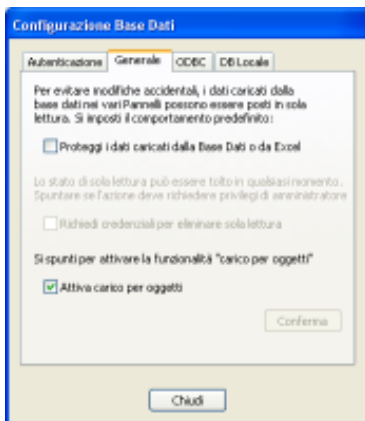 Configurazione Base Dati
Autenticazione Generale ODBC DB Locale
Per evitare modifiche accidentali, i dati caricati dalla
base dati nei vari Pannelli possono essere posti in sola
lettura. Si imposti il comportamento predefinito:
Proteggi i dati caricati dalla Base Dati o da Excel
Lo stato di sola lettura può essere tolto in qualsiasi momento.
Spuntare se l'azione deve richiedere privilegi di amministratore
Richiedi credenziali per eliminare sola lettura
Si spunti per attivare la funzionalità "carico per oggetti"
Attiva carico per oggetti
Conferma
Chiudi